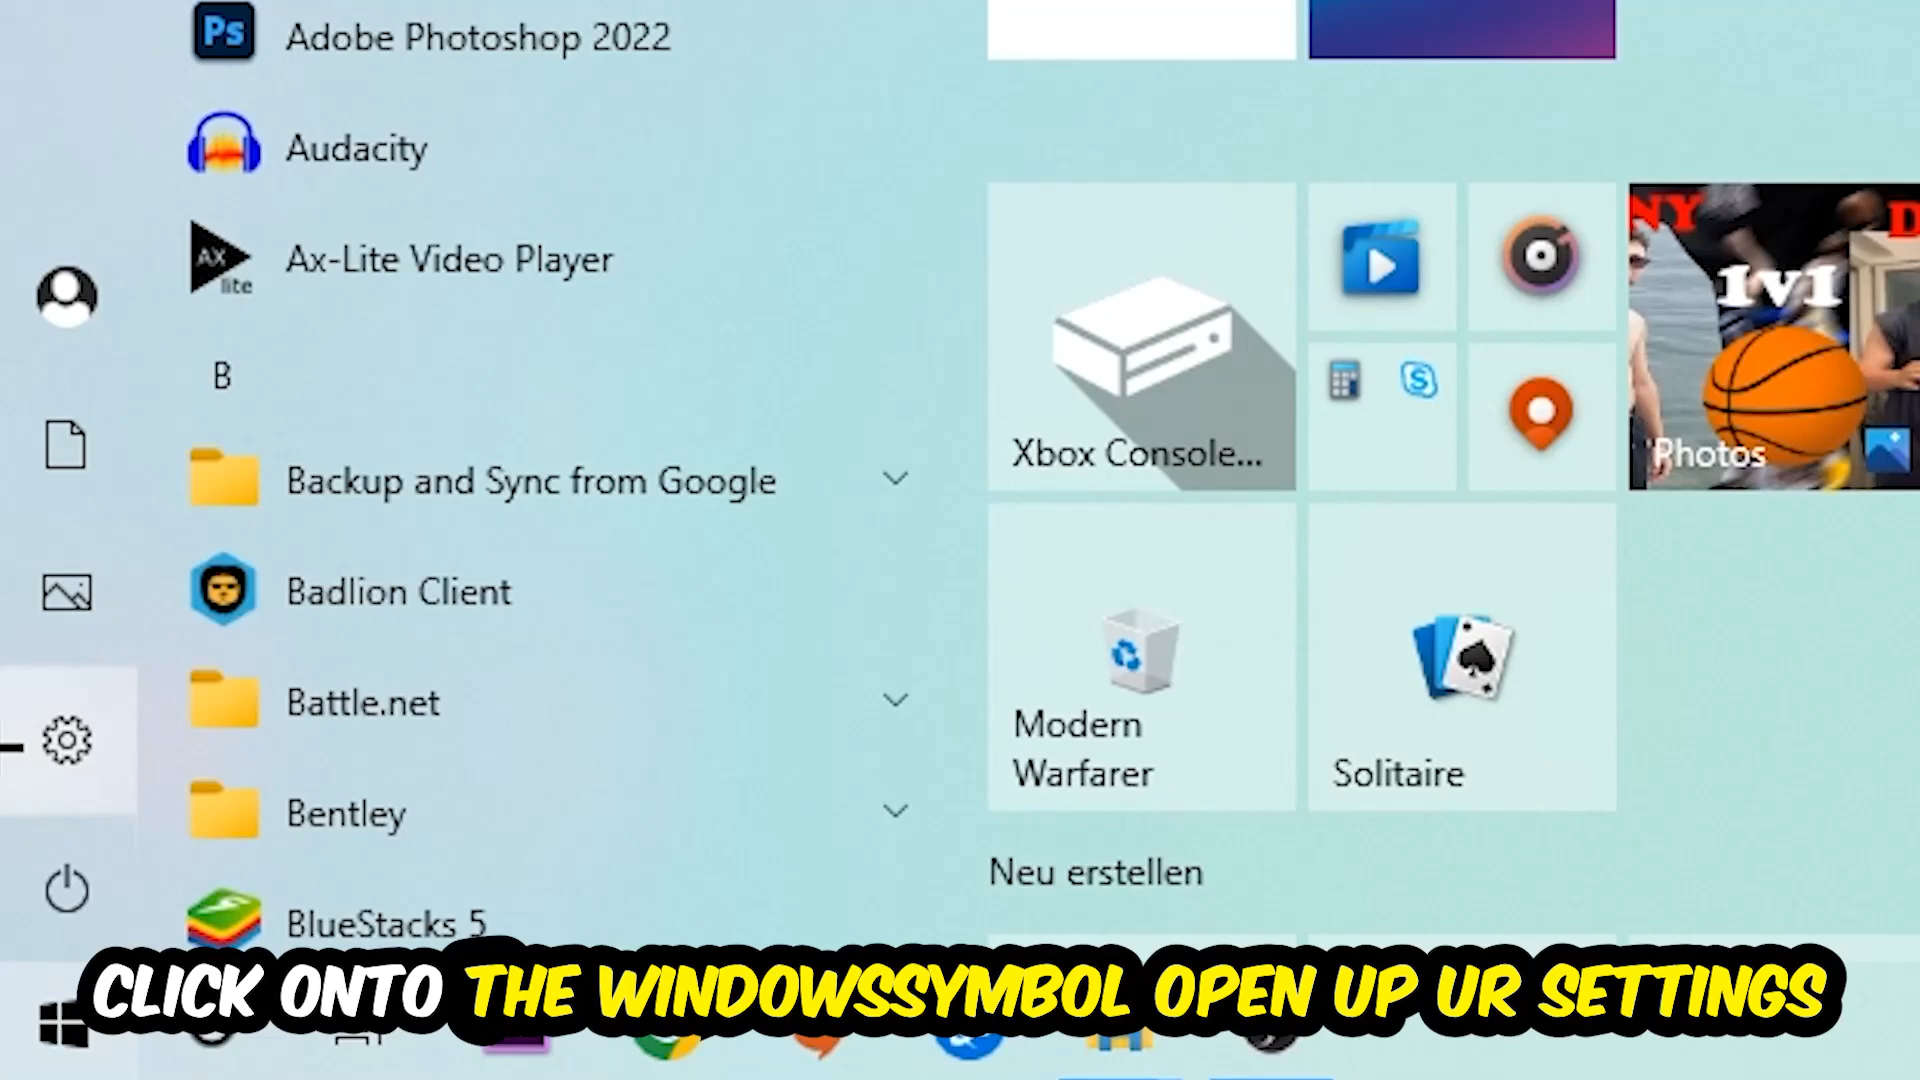 Ps
Adobe Photoshop 2022
Audacity
AX
lite
Ax-Lite Video Player
B
Backup and Sync from Google
Badlion Client
Battle.net
Bentley
BlueStacks 5
Xbox Console...
S
NY
D
1v1
Photos
Modern
Warfarer
Solitaire
Neu erstellen
CLICK ONTO THE WINDOWSSYMBOL OPEN UP UR SETTINGS